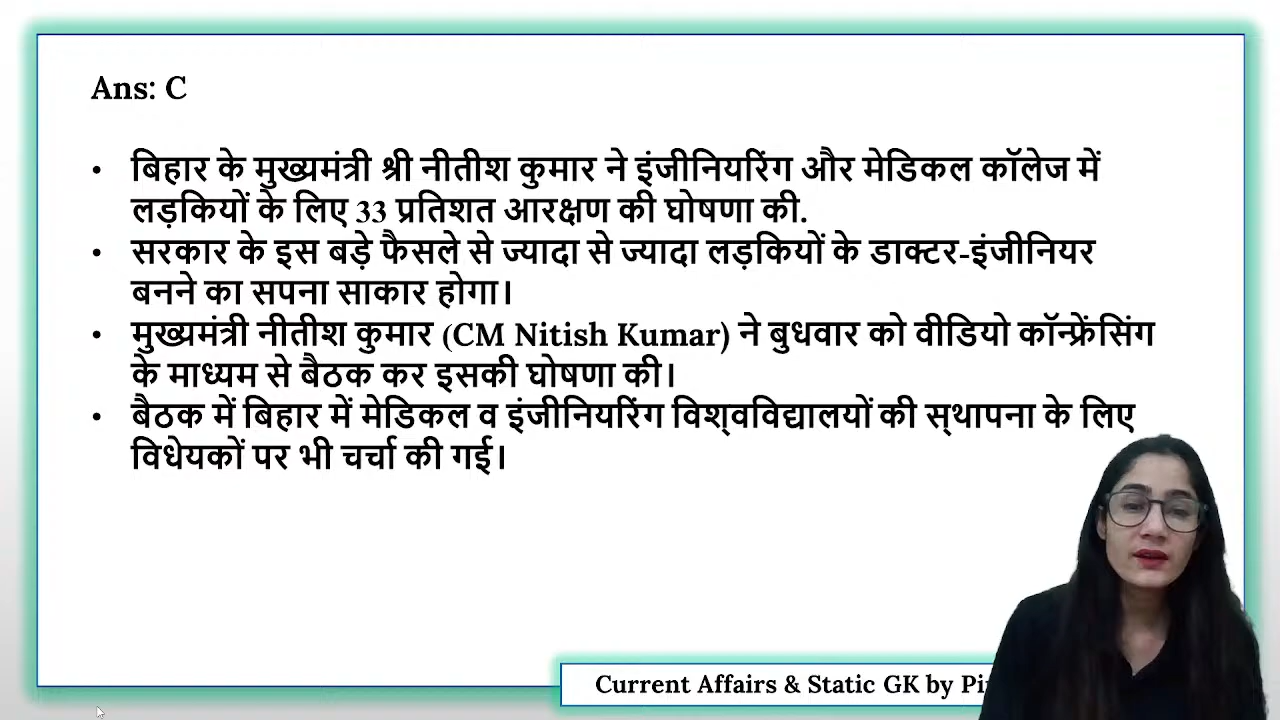 Ans: C
• बिहार के मुख्यमंत्री श्री नीतीश कुमार ने इंजीनियरिंग और मेडिकल कॉलेज में
लड़कियों के लिए 33 प्रतिशत आरक्षण की घोषणा की.
• सरकार के इस बड़े फैसले से ज्यादा से ज्यादा लड़कियों के डाक्टर-इंजीनियर
बनने का सपना साकार होगा।
• मुख्यमंत्री नीतीश कुमार (CM Nitish Kumar) ने बुधवार को वीडियो कॉन्फ्रेंसिंग
के माध्यम से बैठक कर इसकी घोषणा की।
• बैठक में बिहार में मेडिकल व इंजीनियरिंग विश्‍वविद्यालयों की स्‍थापना के लिए
विधेयकों पर भी चर्चा की गई।
Current Affairs & Static GK by